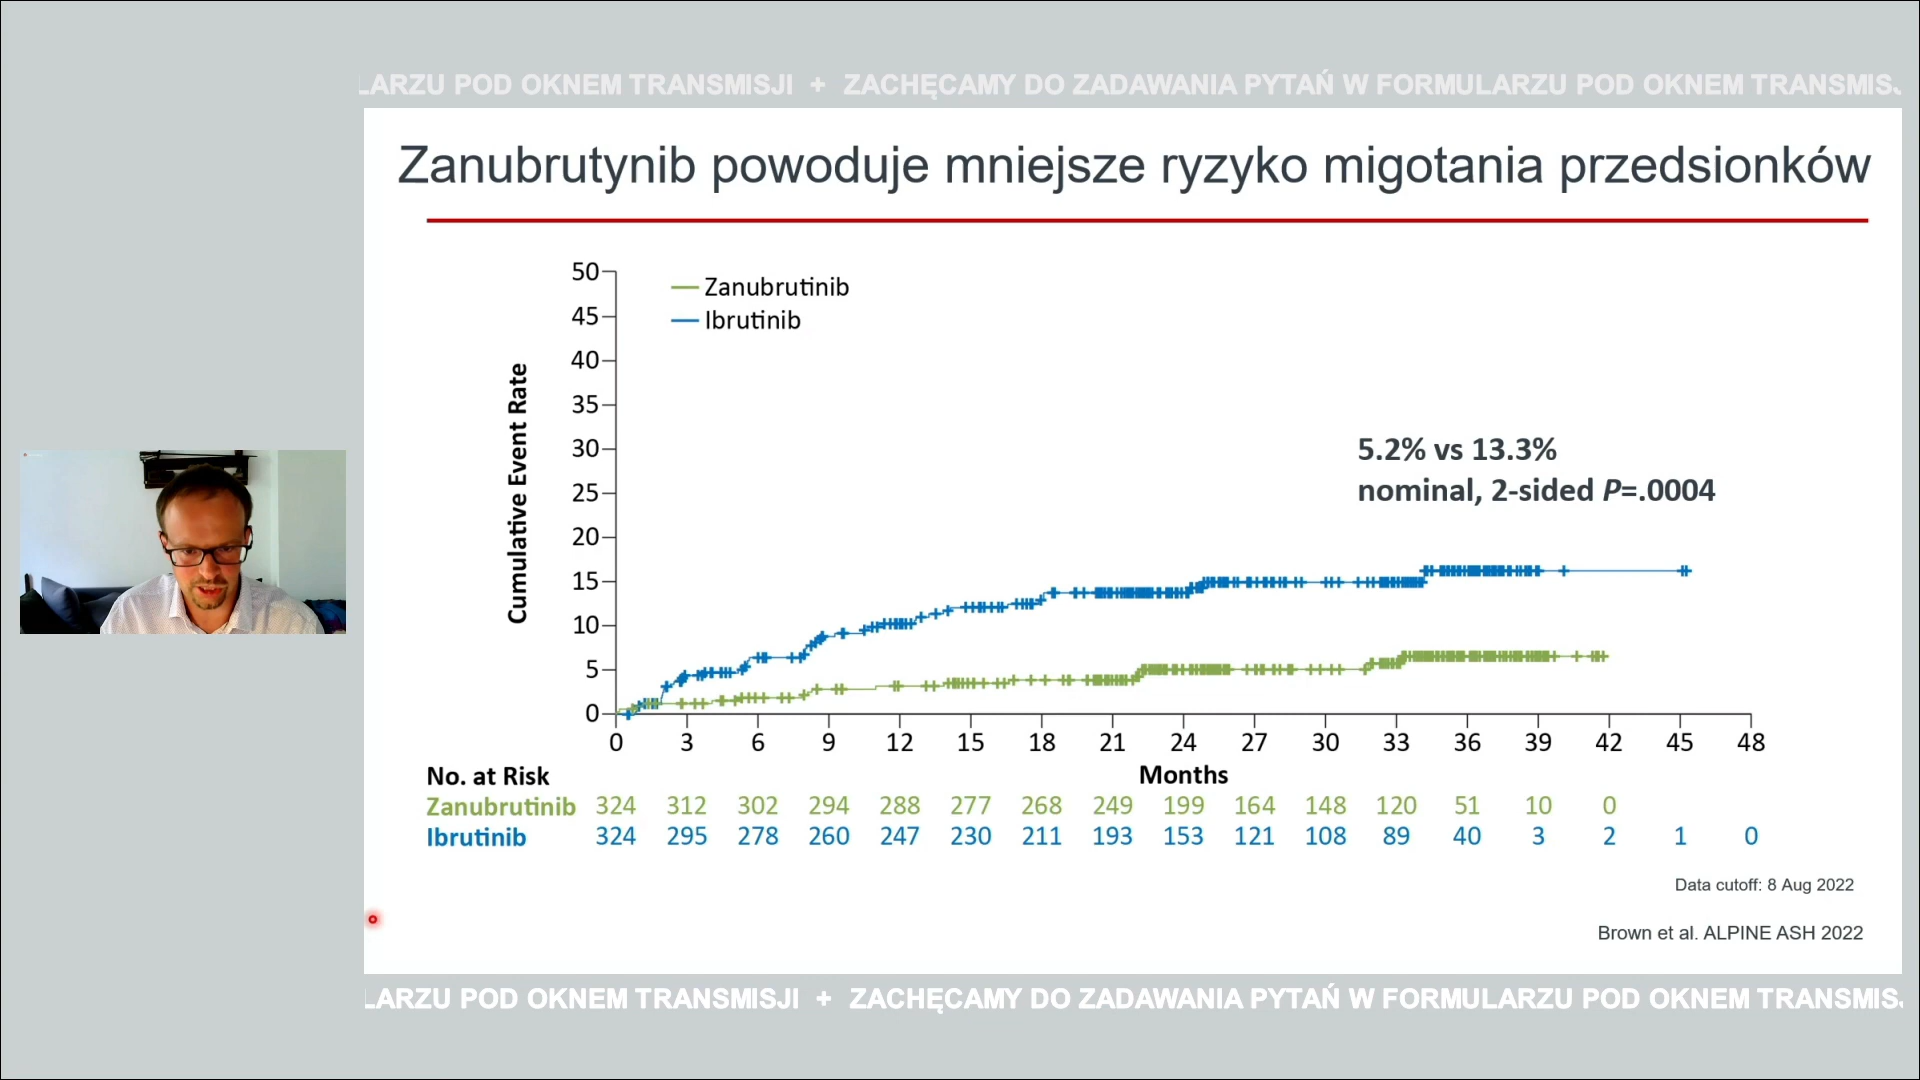 LARZU POD OKNEM TRANSMISJI + ZACHĘCAMY DO ZADAWANIA PYTAŃ W FORMULARZU POD OKNEM TRANSMISJ
Zanubrutynib powoduje mniejsze ryzyko migotania przedsionków
50
45
40
35
30
25
20
15
10
5
0
Cumulative Event Rate
Zanubrutinib
Ibrutinib
5.2% vs 13.3%
nominal, 2-sided P=.0004
0 3 6 9 12 15 18 21 24 27 30 33 36 39 42 45 48
Months
No. at Risk
Zanubrutinib 324 312 302 294 288 277 268 249 199 164 148 120 51 10 0
Ibrutinib 324 295 278 260 247 230 211 193 153 121 108 89 40 3 2 1 0
Data cutoff: 8 Aug 2022
Brown et al. ALPINE ASH 2022
LARZU POD OKNEM TRANSMISJI + ZACHĘCAMY DO ZADAWANIA PYTAŃ W FORMULARZU POD OKNEM TRANSMIS